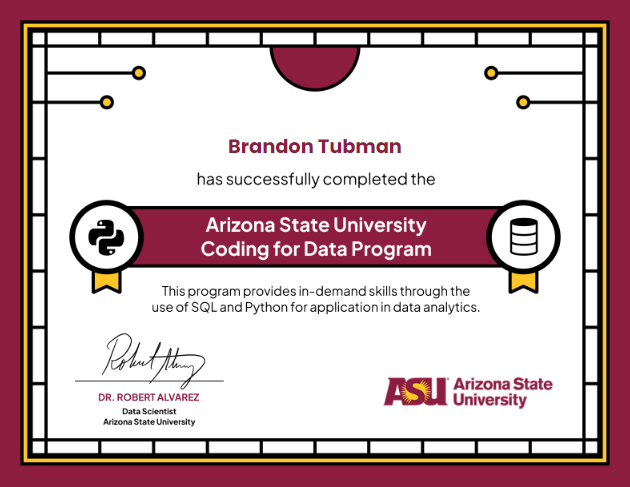 Brandon Tubman
has successfully completed the
Arizona State University
Coding for Data Program
This program provides in-demand skills through the
use of SQL and Python for application in data analytics.
DR. ROBERT ALVAREZ
Data Scientist
Arizona State University
ASU Arizona State
University